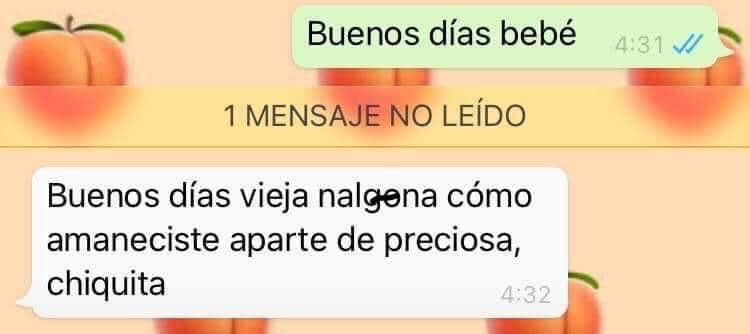 Buenos días bebé
4:31
1 MENSAJE NO LEÍDO
Buenos días vieja nalgona cómo
amaneciste aparte de preciosa,
chiquita
4:32